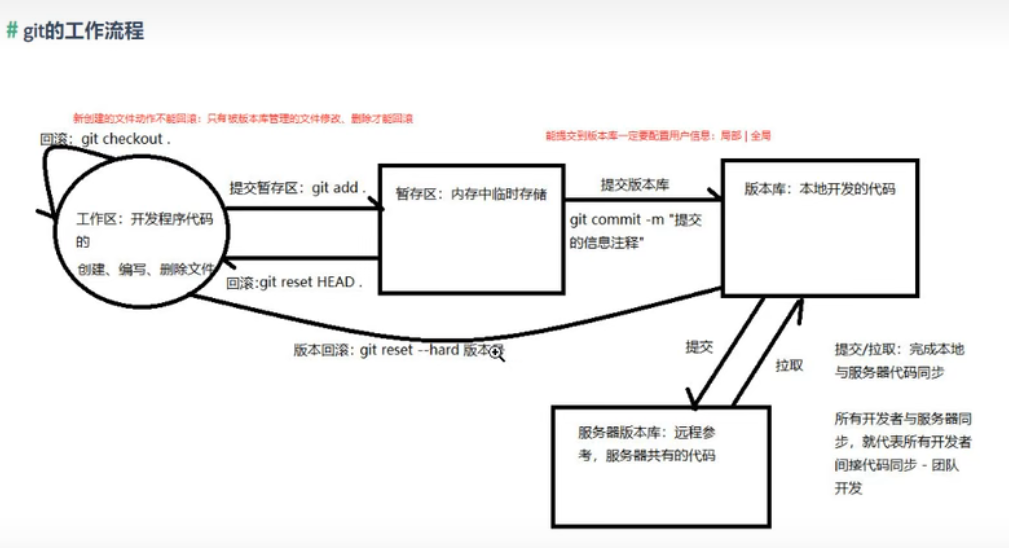 # git的工作流程
新创建的文件动作不能回滚：只有被版本库管理的文件修改、删除才能回滚
回滚：git checkout .
能提交到版本库一定要配置用户信息：局部 | 全局
提交暂存区：git add .
暂存区：内存中临时存储
提交版本库
git commit -m "提交
的信息注释"
版本库：本地开发的代码
工作区：开发程序代码
的
创建、编写、删除文件
回滚:git reset HEAD .
版本回滚：git reset --hard 版本
提交
拉取
提交/拉取：完成本地
与服务器代码同步
服务器版本库：远程参
考，服务器共有的代码
所有开发者与服务器同
步，就代表所有开发者
间接代码同步 - 团队
开发